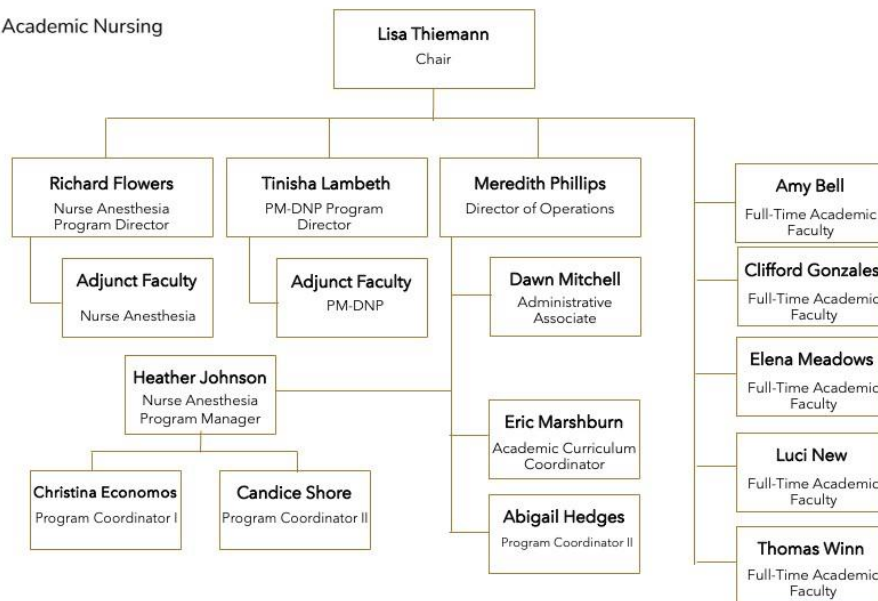 Academic Nursing
Lisa Thiemann
Chair
Richard Flowers
Nurse Anesthesia
Program Director
Tinisha Lambeth
PM-DNP Program
Director
Meredith Phillips
Director of Operations
Amy Bell
Full-Time Academic
Faculty
Adjunct Faculty
Nurse Anesthesia
Adjunct Faculty
PM-DNP
Dawn Mitchell
Administrative
Associate
Clifford Gonzales
Full-Time Academic
Faculty
Heather Johnson
Nurse Anesthesia
Program Manager
Elena Meadows
Full-Time Academic
Faculty
Eric Marshburn
Academic Curriculum
Coordinator
Luci New
Full-Time Academic
Faculty
Christina Economos
Program Coordinator I
Candice Shore
Program Coordinator II
Abigail Hedges
Program Coordinator II
Thomas Winn
Full-Time Academic
Faculty